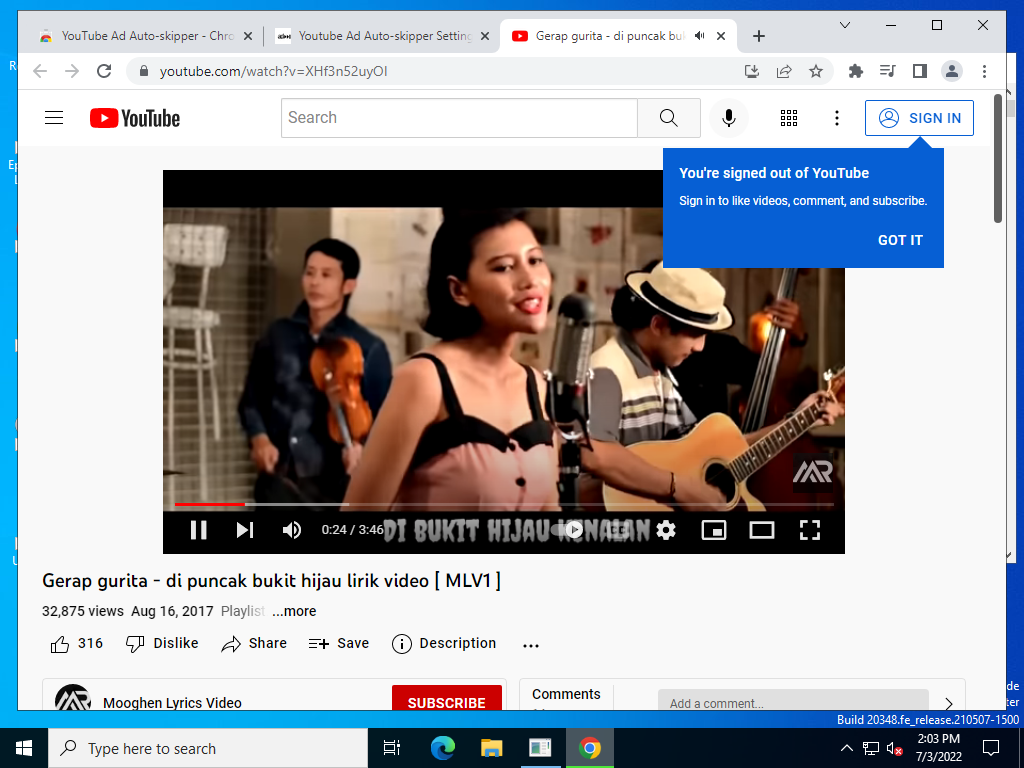 YouTube Ad Auto-skipper - Chro
Youtube Ad Auto-skipper Setting
Gerap gurita - di puncak buk
youtube.com/watch?v=XHf3n52uyOI
YouTube
Search
SIGN IN
You're signed out of YouTube
Sign in to like videos, comment, and subscribe.
GOT IT
MR
0:24 / 3:46
DI BUKIT HIJAU KENALAN
Gerap gurita - di puncak bukit hijau lirik video [ MLV1 ]
32,875 views Aug 16, 2017 Playlist ...more
316 Dislike Share Save Description
Mooghen Lyrics Video
SUBSCRIBE
Comments
Add a comment...
Build 20348.fe_release.210507-1500
Type here to search
2:03 PM
7/3/2022